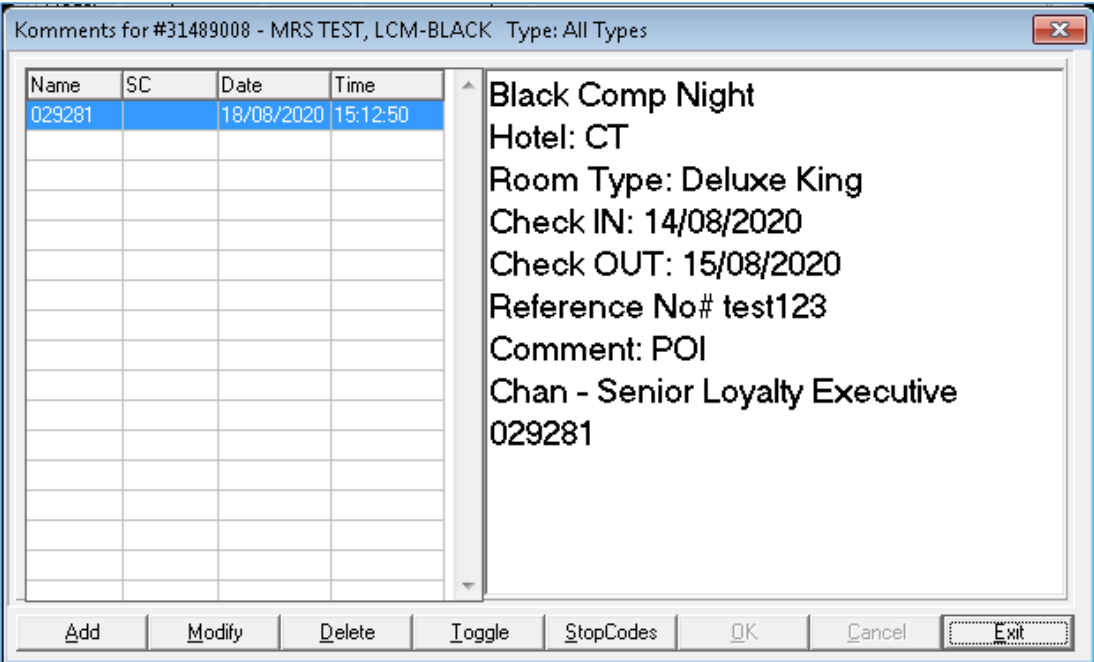 Komments for #31489008 - MRS TEST, LCM-BLACK Type: All Types
Name SC Date Time
029281 18/08/2020 15:12:50
Black Comp Night
Hotel: CT
Room Type: Deluxe King
Check IN: 14/08/2020
Check OUT: 15/08/2020
Reference No# test123
Comment: POI
Chan - Senior Loyalty Executive
029281
Add Modify Delete Toggle StopCodes OK Cancel Exit